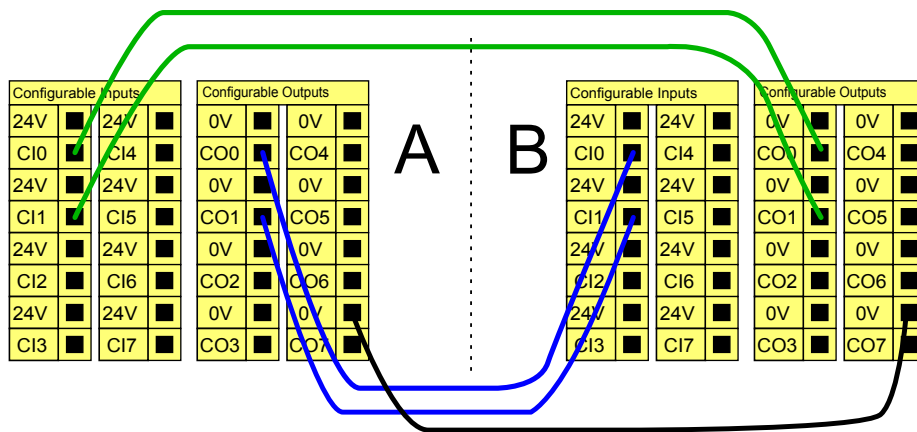 Configurable Inputs
24V 24V
CI0 CI4
24V 24V
CI1 CI5
24V 24V
CI2 CI6
24V 24V
CI3 CI7
Configurable Outputs
0V 0V
CO0 CO4
0V 0V
CO1 CO5
0V 0V
CO2 CO6
0V 0V
CO3 CO7
A
B
Configurable Inputs
24V 24V
CI0 CI4
24V 24V
CI1 CI5
24V 24V
CI2 CI6
24V 24V
CI3 CI7
Configurable Outputs
0V 0V
CO0 CO4
0V 0V
CO1 CO5
0V 0V
CO2 CO6
0V 0V
CO3 CO7